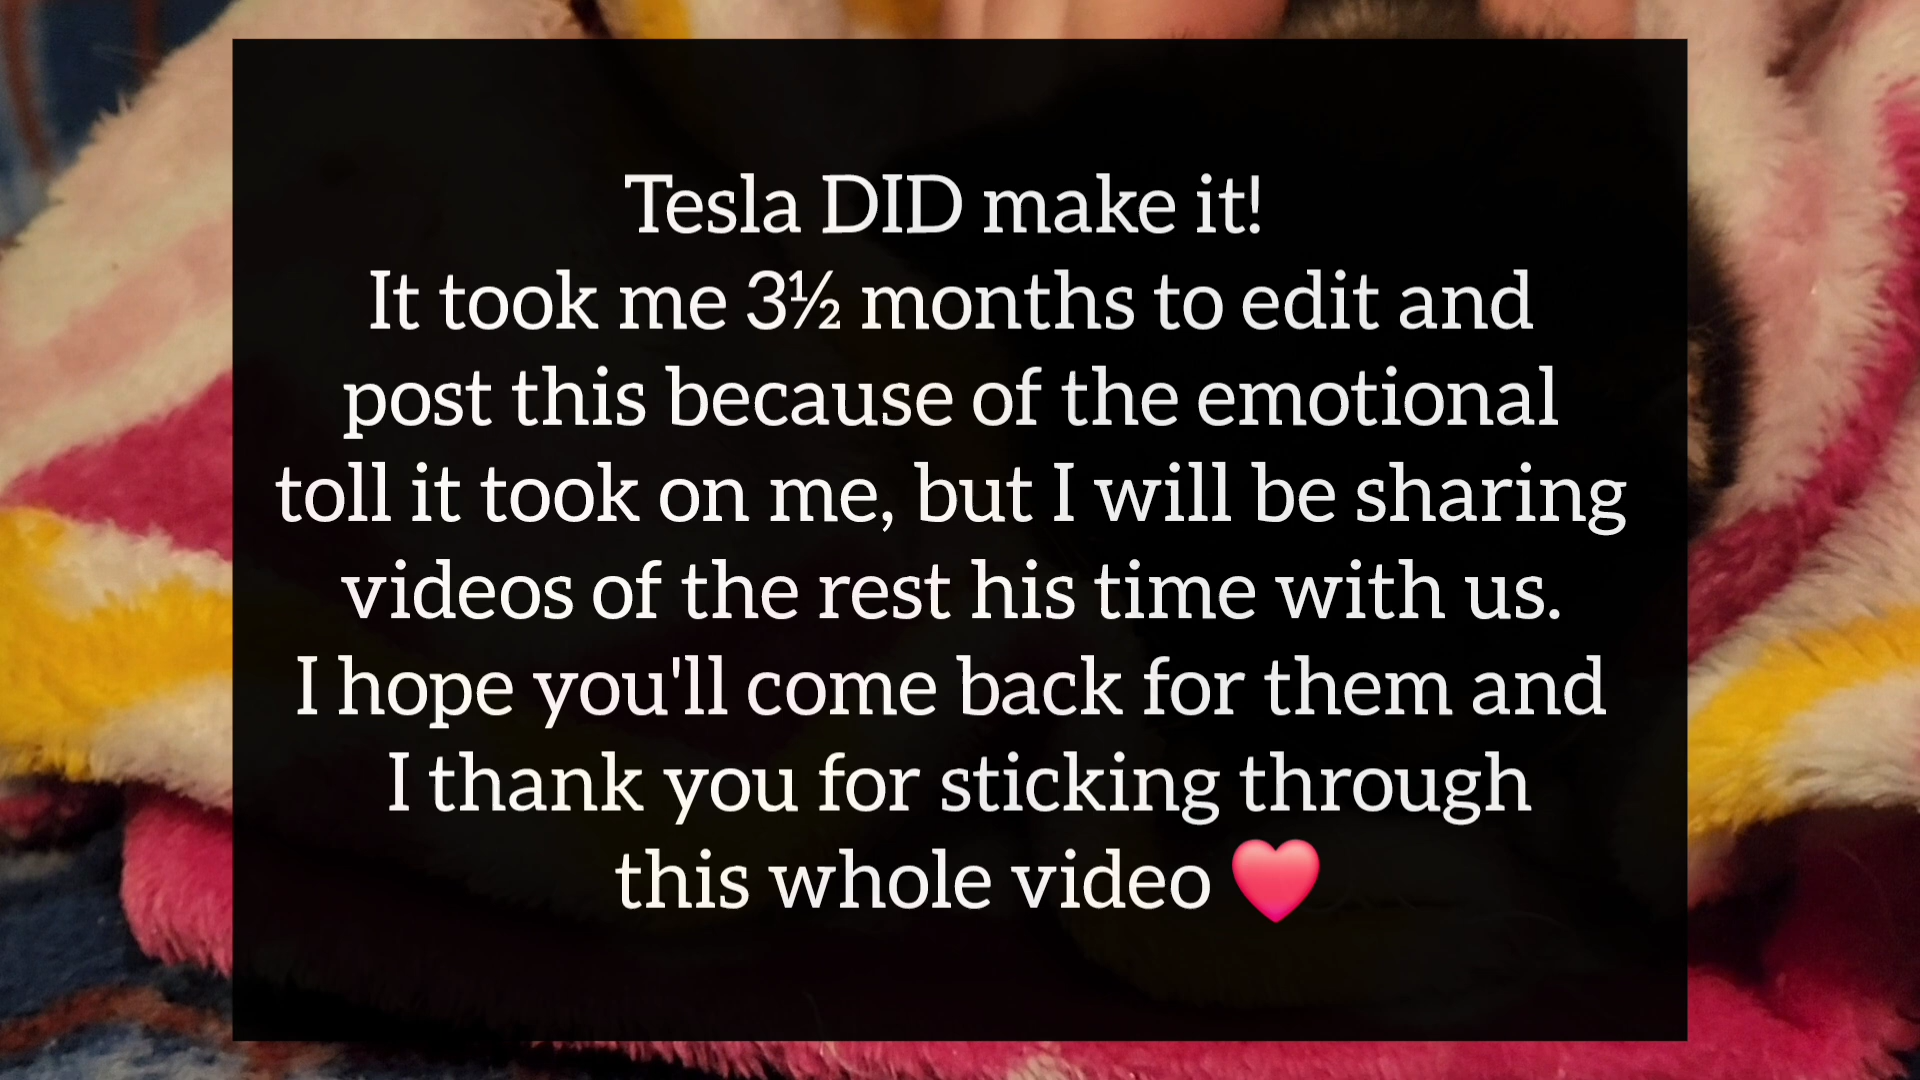 Tesla DID make it!
It took me 3½ months to edit and
post this because of the emotional
toll it took on me, but I will be sharing
videos of the rest his time with us.
I hope you'll come back for them and
I thank you for sticking through
this whole video ❤️